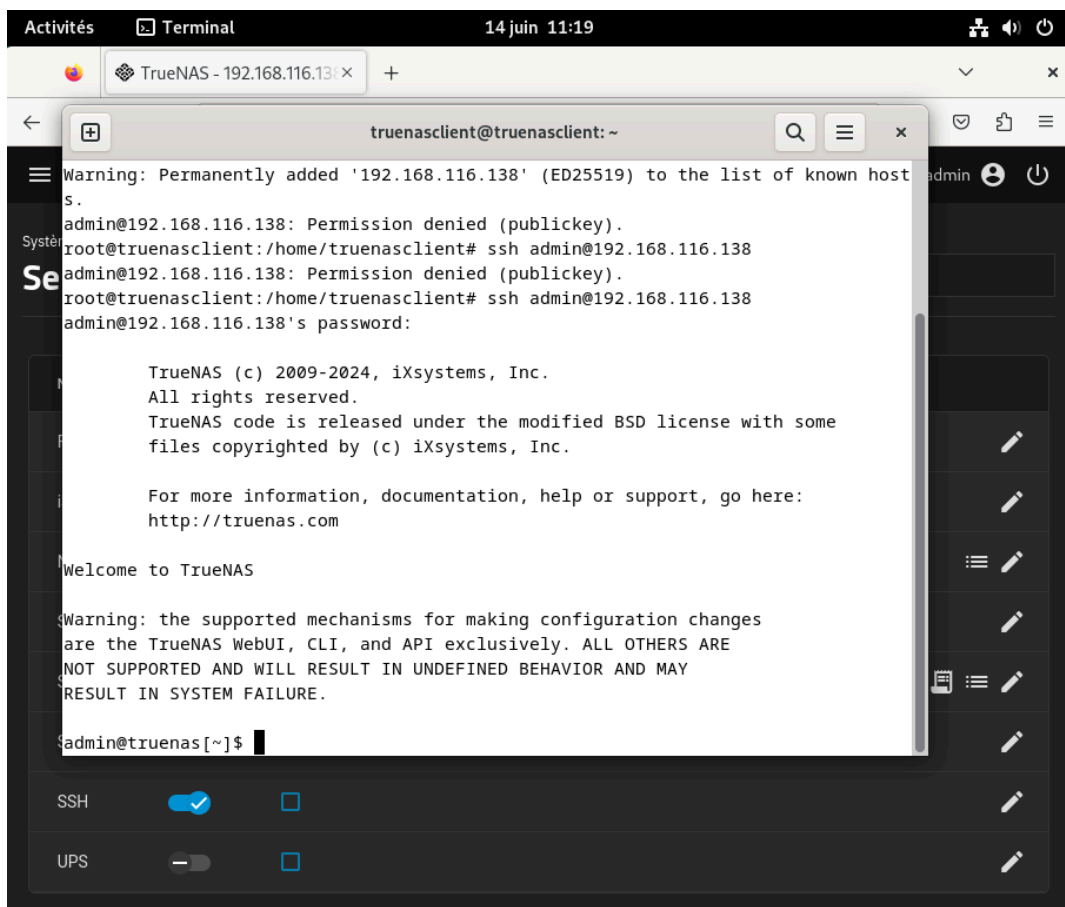 Activités Terminal 14 juin 11:19
TrueNAS - 192.168.116.138
truenasclient@truenasclient: ~
admin
Warning: Permanently added '192.168.116.138' (ED25519) to the list of known host
s.
admin@192.168.116.138: Permission denied (publickey).
root@truenasclient:/home/truenasclient# ssh admin@192.168.116.138
admin@192.168.116.138: Permission denied (publickey).
root@truenasclient:/home/truenasclient# ssh admin@192.168.116.138
admin@192.168.116.138's password:
TrueNAS (c) 2009-2024, iXsystems, Inc.
All rights reserved.
TrueNAS code is released under the modified BSD license with some
files copyrighted by (c) iXsystems, Inc.
For more information, documentation, help or support, go here:
http://truenas.com
Welcome to TrueNAS
Warning: the supported mechanisms for making configuration changes
are the TrueNAS WebUI, CLI, and API exclusively. ALL OTHERS ARE
NOT SUPPORTED AND WILL RESULT IN UNDEFINED BEHAVIOR AND MAY
RESULT IN SYSTEM FAILURE.
admin@truenas[~]$
SSH
UPS